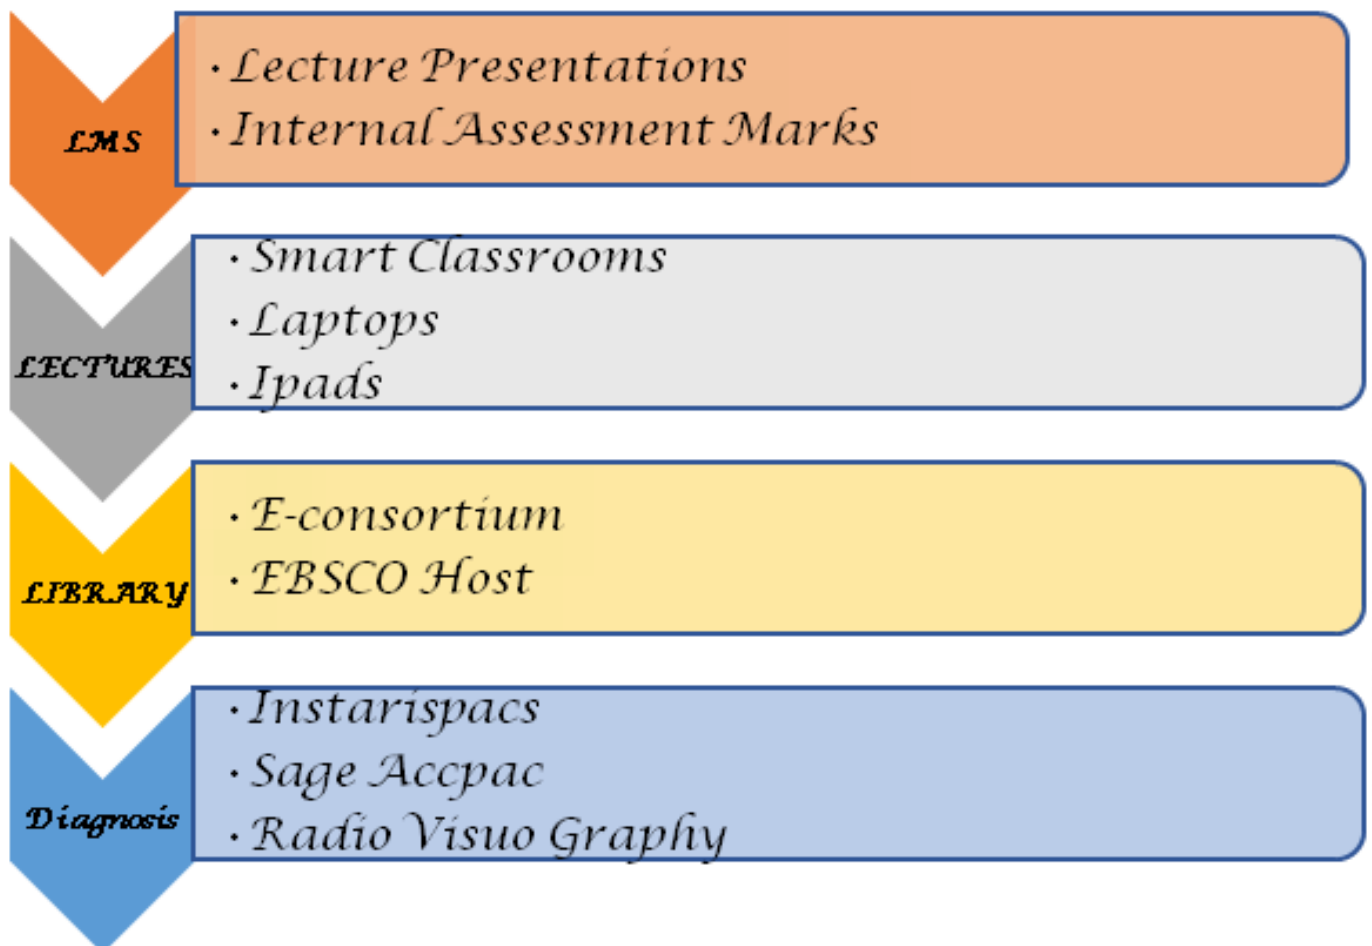 LMS
· Lecture Presentations
· Internal Assessment Marks
LECTURES
· Smart Classrooms
· Laptops
· Ipads
LIBRARY
· E-consortium
· EBSCO Host
Diagnosis
· Instarispacs
· Sage Accpac
· Radio Visuo Graphy